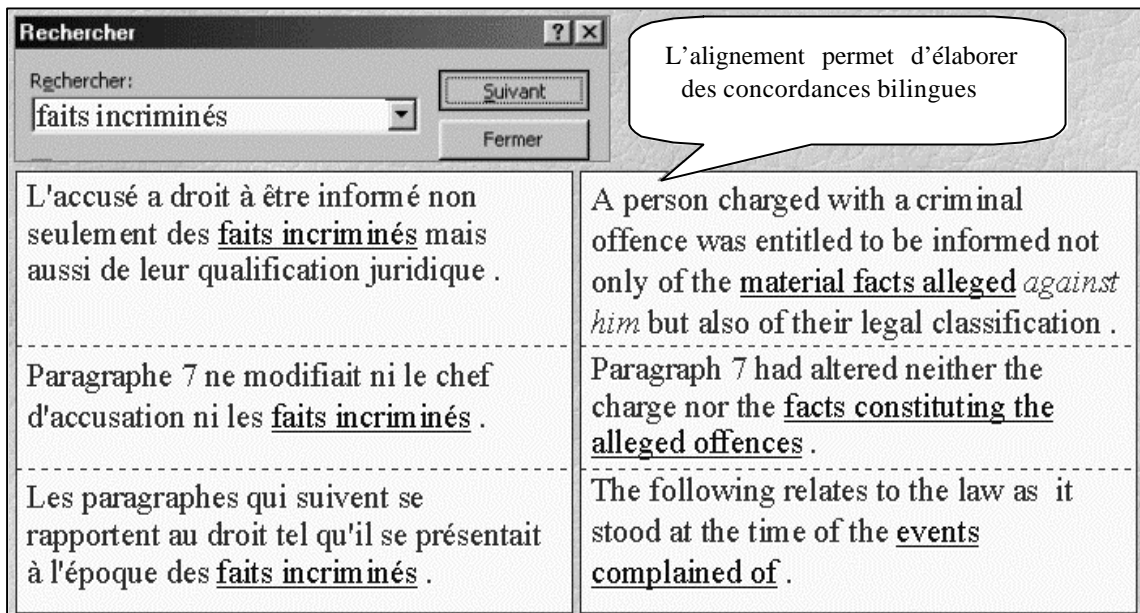 Rechercher
Rechercher:
faits incriminés
Suivant
Fermer
L'alignement permet d'élaborer
des concordances bilingues
L'accusé a droit à être informé non
seulement des faits incriminés mais
aussi de leur qualification juridique .
Paragraphe 7 ne modifiait ni le chef
d'accusation ni les faits incriminés .
Les paragraphes qui suivent se
rapportent au droit tel qu'il se présentait
à l'époque des faits incriminés .
A person charged with a criminal
offence was entitled to be informed not
only of the material facts alleged against
him but also of their legal classification .
Paragraph 7 had altered neither the
charge nor the facts constituting the
alleged offences .
The following relates to the law as it
stood at the time of the events
complained of .